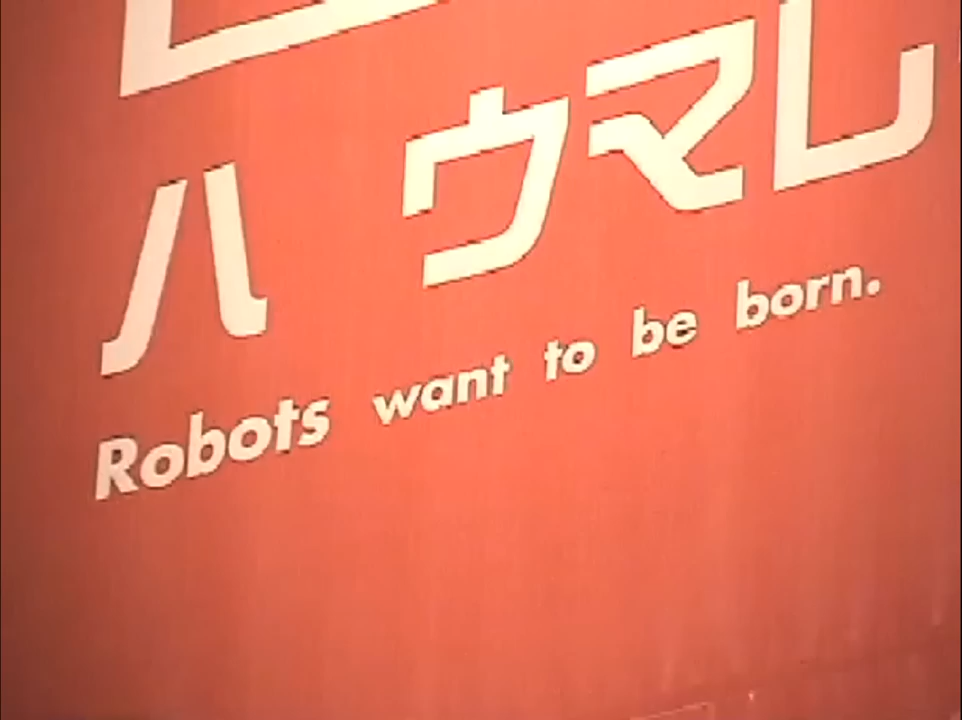 ハ ウマレ
Robots want to be born.